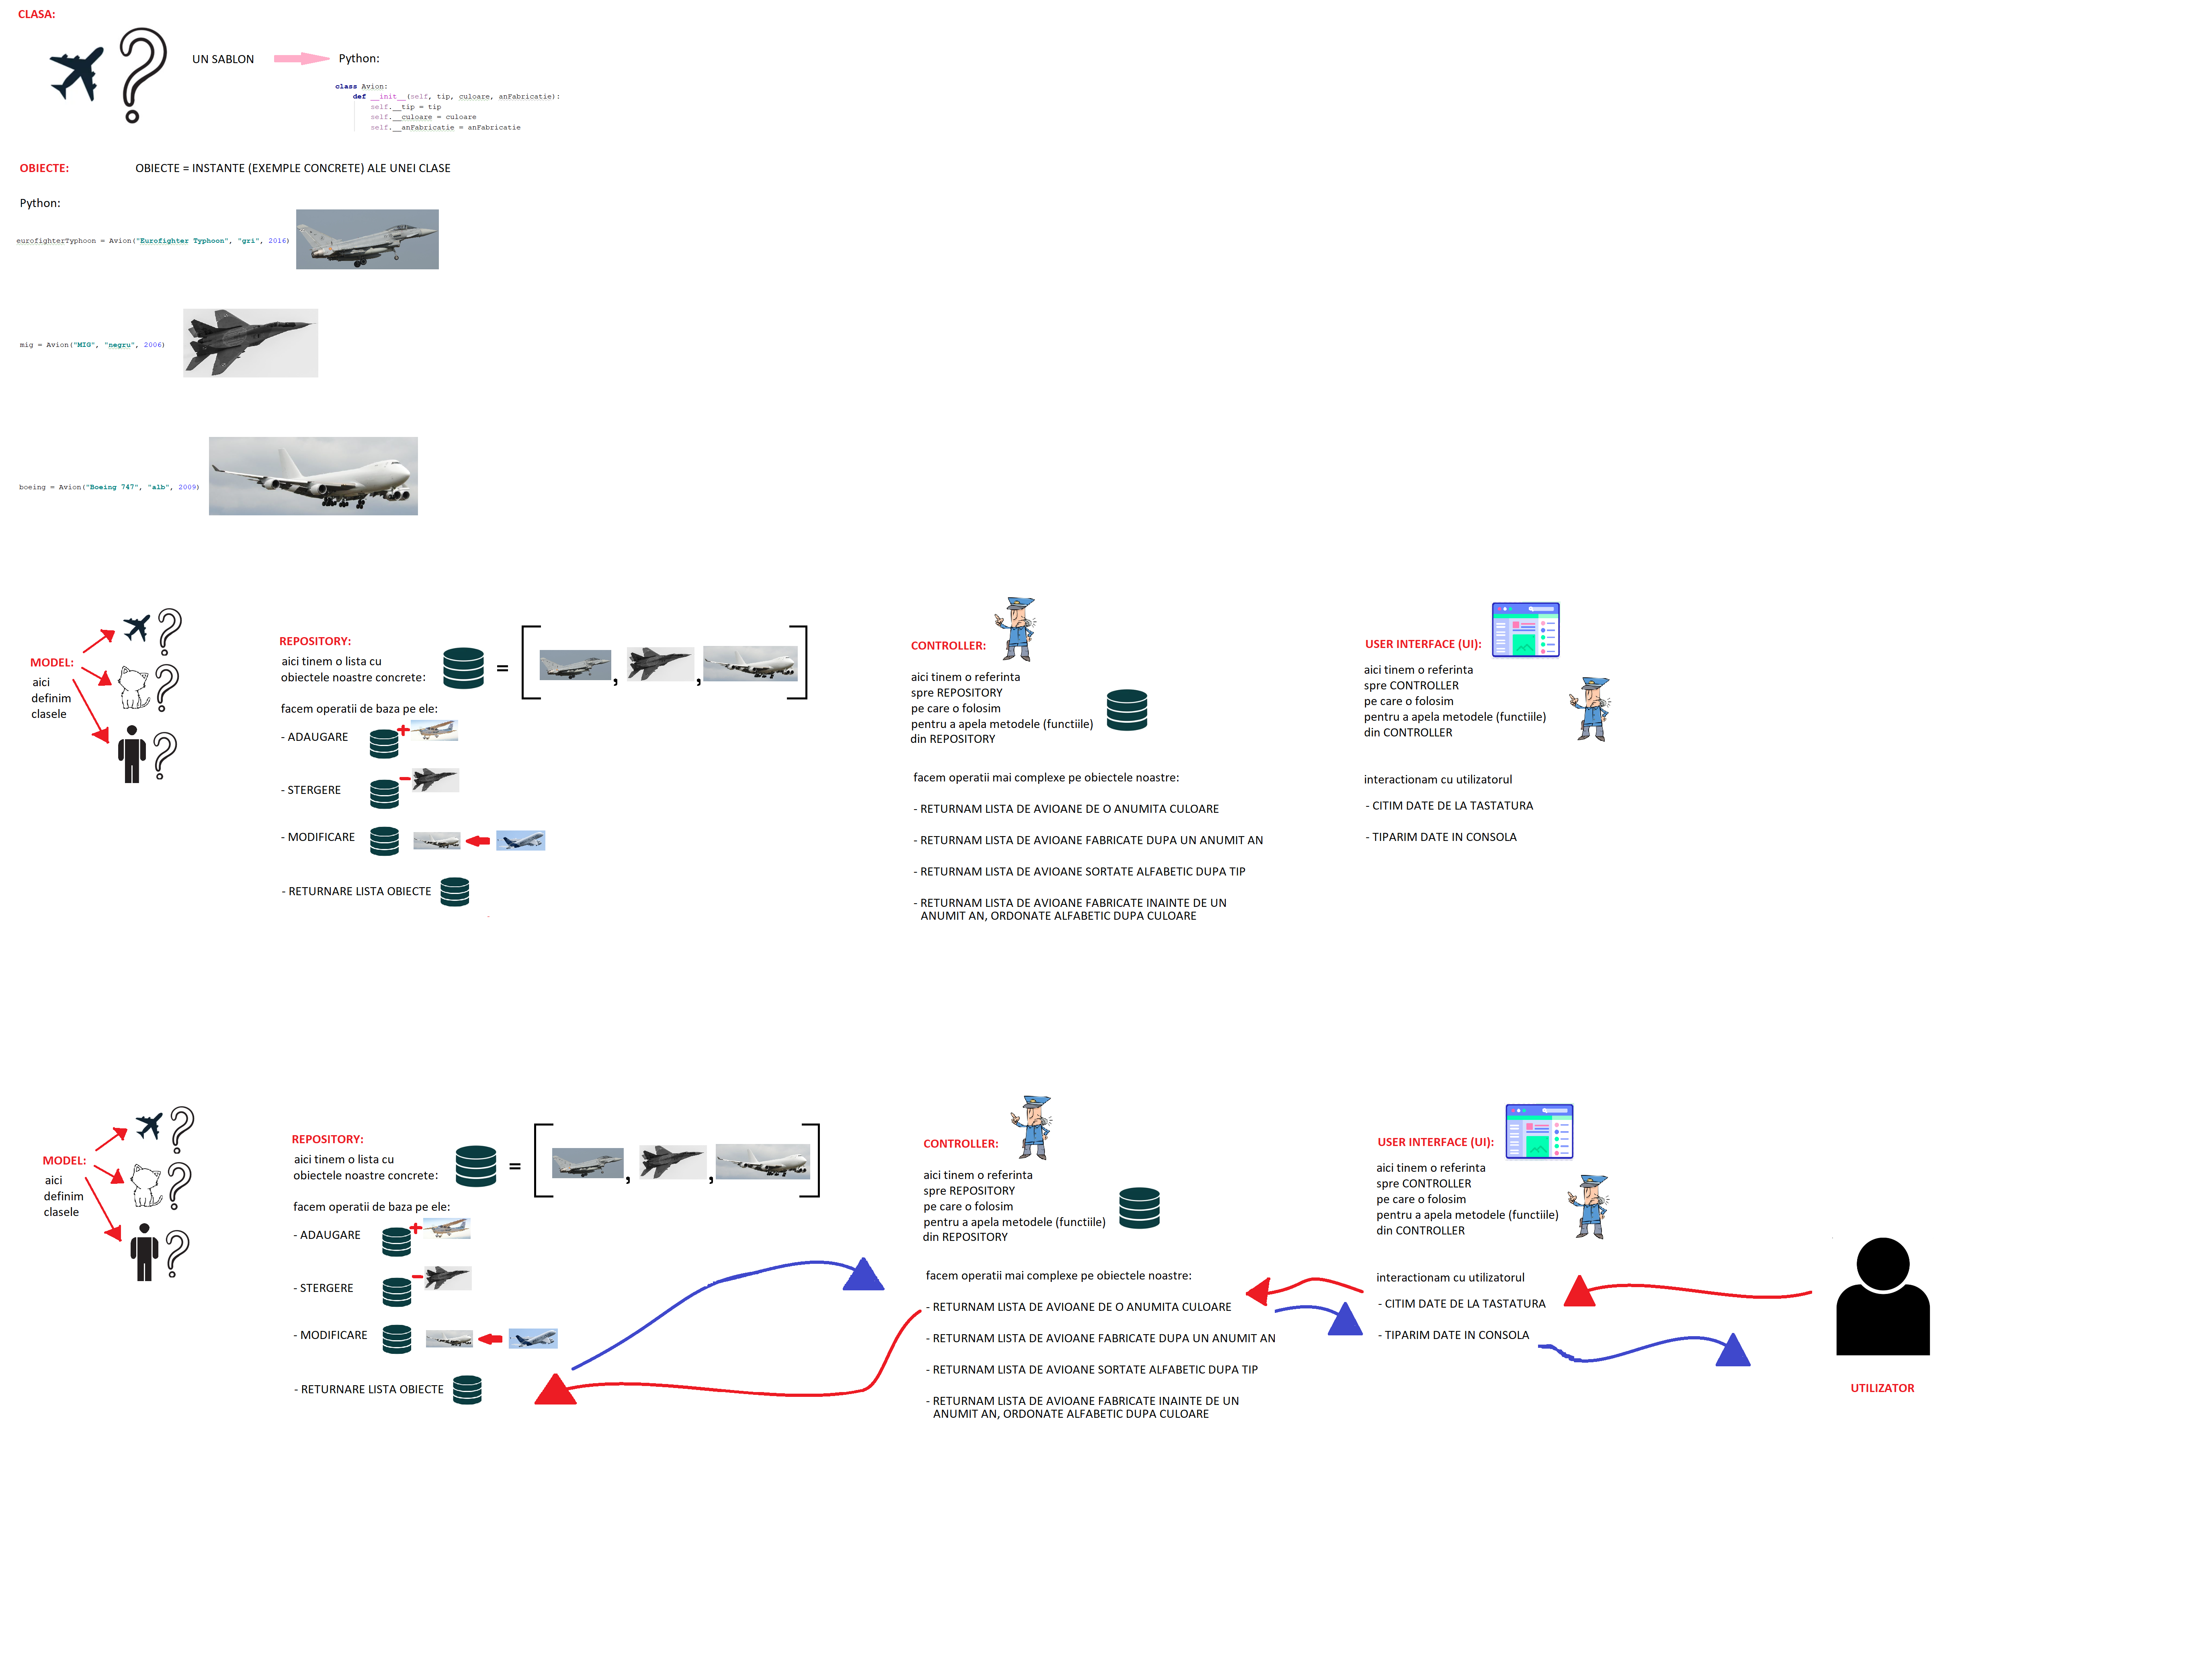 CLASA:
UN SABLON
Python:
class Avion:
def __init__(self, tip, culoare, anFabricatie):
self.__tip = tip
self.__culoare = culoare
self.__anFabricatie = anFabricatie
OBIECTE:
OBIECTE = INSTANTE (EXEMPLE CONCRETE) ALE UNEI CLASE
Python:
eurofighterTyphoon = Avion("Eurofighter Typhoon", "gri", 2016)
mig = Avion("MIG", "negru", 2006)
boeing = Avion("Boeing 747", "alb", 2009)
MODEL:
aici
definim
clasele
REPOSITORY:
aici tinem o lista cu
obiectele noastre concrete:
=
, ,
facem operatii de baza pe ele:
- ADAUGARE
- STERGERE
- MODIFICARE
- RETURNARE LISTA OBIECTE
CONTROLLER:
aici tinem o referinta
spre REPOSITORY
pe care o folosim
pentru a apela metodele (functiile)
din REPOSITORY
facem operatii mai complexe pe obiectele noastre:
- RETURNAM LISTA DE AVIOANE DE O ANUMITA CULOARE
- RETURNAM LISTA DE AVIOANE FABRICATE DUPA UN ANUMIT AN
- RETURNAM LISTA DE AVIOANE SORTATE ALFABETIC DUPA TIP
- RETURNAM LISTA DE AVIOANE FABRICATE INAINTE DE UN
ANUMIT AN, ORDONATE ALFABETIC DUPA CULOARE
USER INTERFACE (UI):
aici tinem o referinta
spre CONTROLLER
pe care o folosim
pentru a apela metodele (functiile)
din CONTROLLER
interactionam cu utilizatorul
- CITIM DATE DE LA TASTATURA
- TIPARIM DATE IN CONSOLA
MODEL:
aici
definim
clasele
REPOSITORY:
aici tinem o lista cu
obiectele noastre concrete:
=
, ,
facem operatii de baza pe ele:
- ADAUGARE
- STERGERE
- MODIFICARE
- RETURNARE LISTA OBIECTE
CONTROLLER:
aici tinem o referinta
spre REPOSITORY
pe care o folosim
pentru a apela metodele (functiile)
din REPOSITORY
facem operatii mai complexe pe obiectele noastre:
- RETURNAM LISTA DE AVIOANE DE O ANUMITA CULOARE
- RETURNAM LISTA DE AVIOANE FABRICATE DUPA UN ANUMIT AN
- RETURNAM LISTA DE AVIOANE SORTATE ALFABETIC DUPA TIP
- RETURNAM LISTA DE AVIOANE FABRICATE INAINTE DE UN
ANUMIT AN, ORDONATE ALFABETIC DUPA CULOARE
USER INTERFACE (UI):
aici tinem o referinta
spre CONTROLLER
pe care o folosim
pentru a apela metodele (functiile)
din CONTROLLER
interactionam cu utilizatorul
- CITIM DATE DE LA TASTATURA
- TIPARIM DATE IN CONSOLA
UTILIZATOR